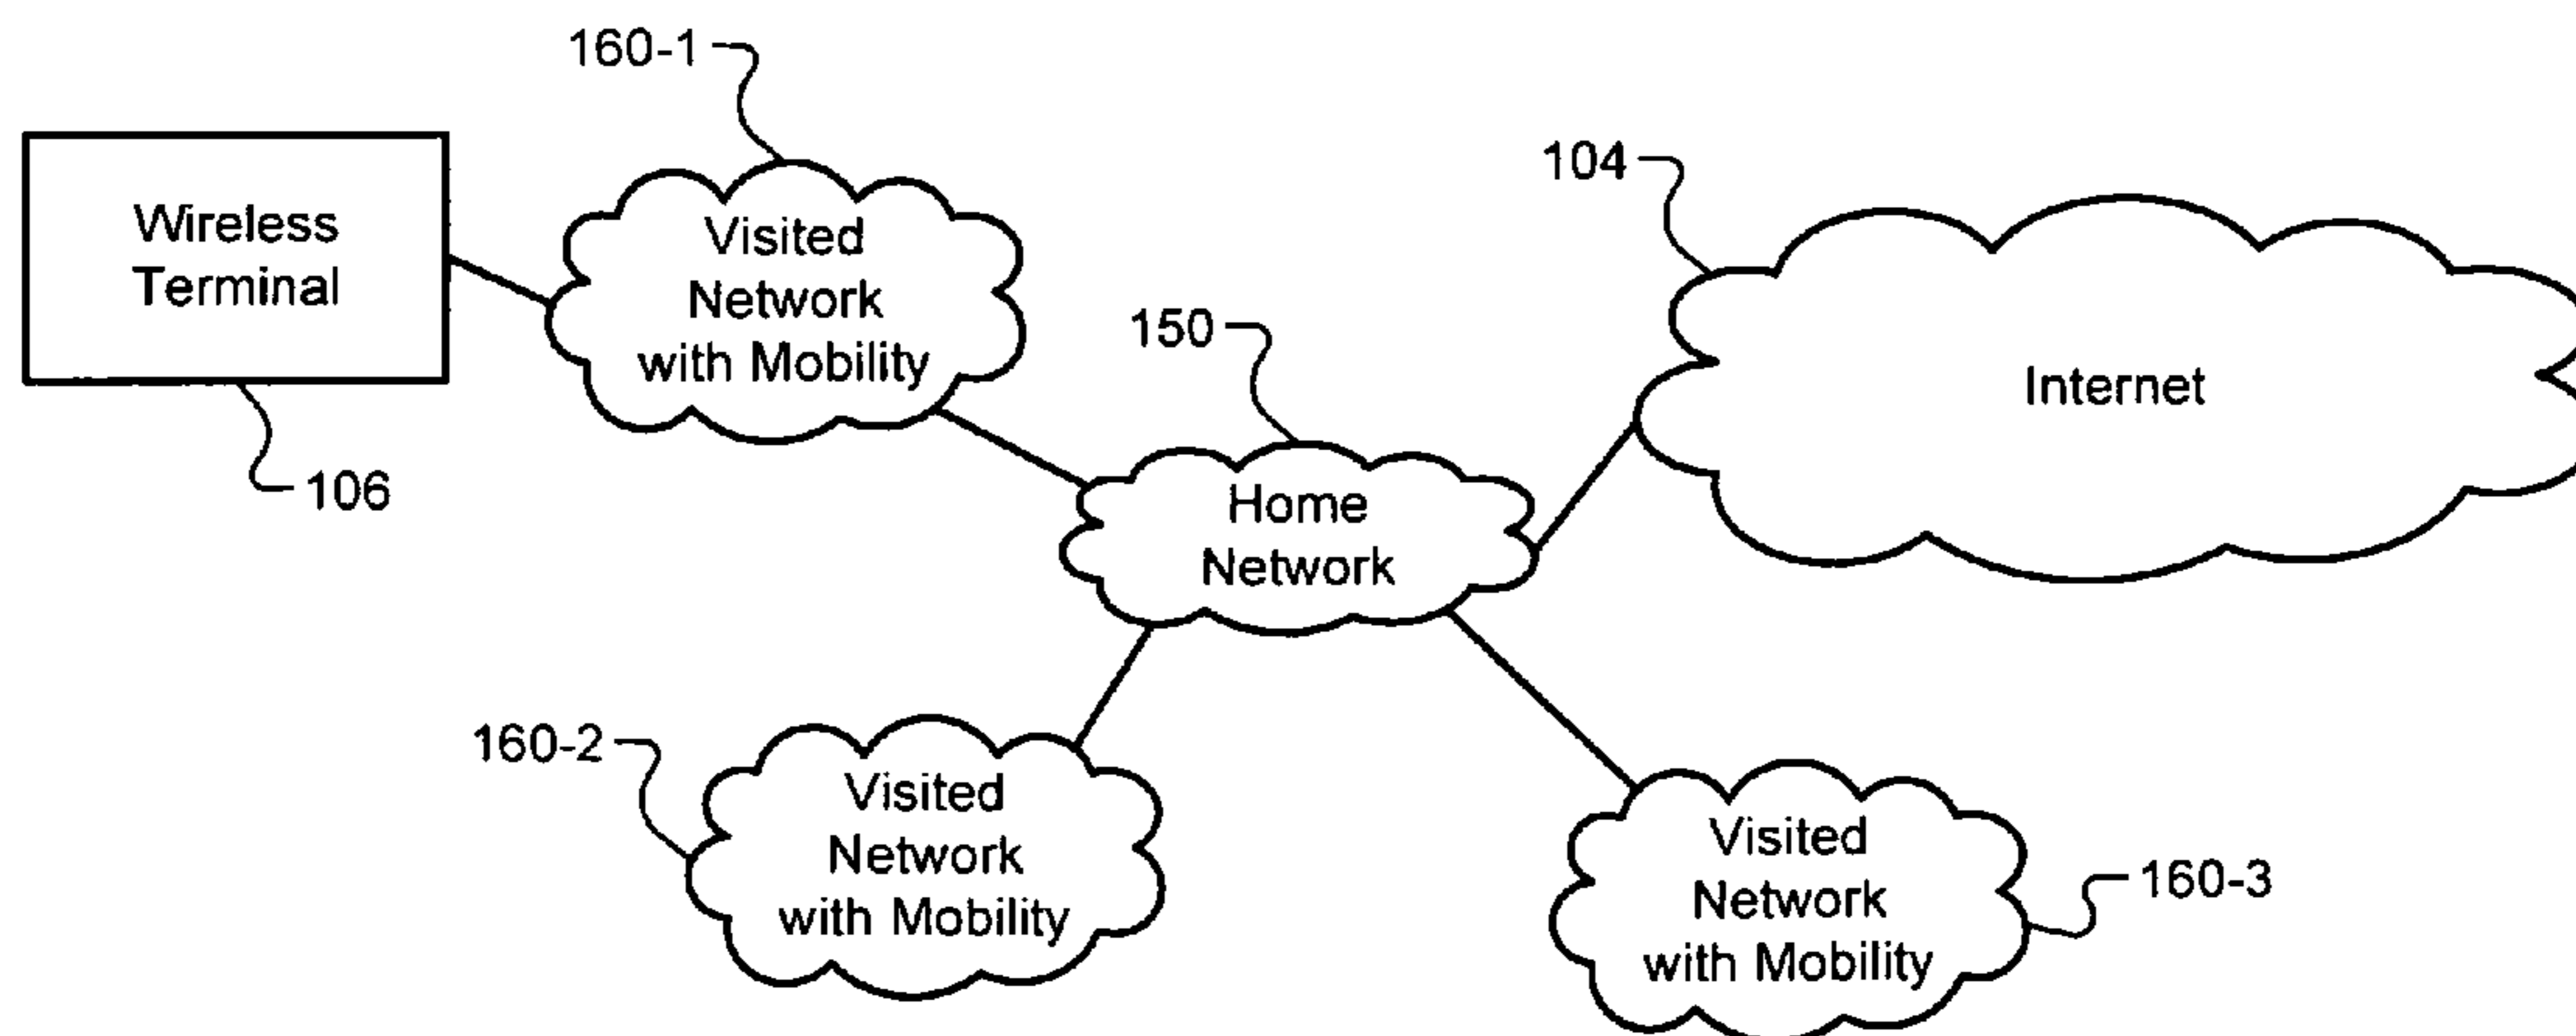 160-1
Wireless
Terminal
106
Visited
Network
with Mobility
104
Internet
150
Home
Network
160-2
Visited
Network
with Mobility
Visited
Network
with Mobility
160-3